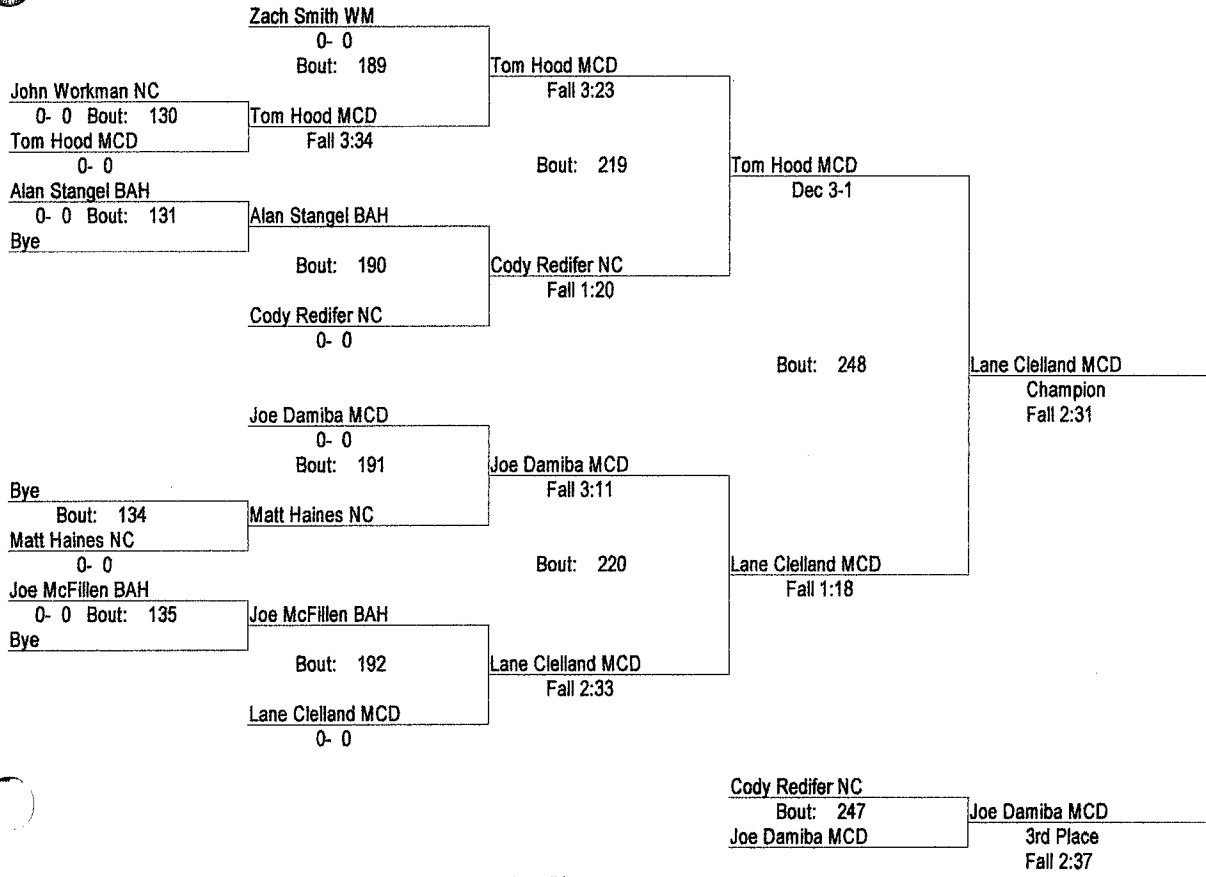 Zach Smith WM
0- 0
Bout: 189
Tom Hood MCD
Fall 3:23
John Workman NC
0- 0 Bout: 130
Tom Hood MCD
Fall 3:34
Tom Hood MCD
0- 0
Bout: 219
Tom Hood MCD
Dec 3-1
Alan Stangel BAH
0- 0 Bout: 131
Alan Stangel BAH
Bye
Bout: 190
Cody Redifer NC
Fall 1:20
Cody Redifer NC
0- 0
Bout: 248
Lane Clelland MCD
Champion
Fall 2:31
Joe Damiba MCD
0- 0
Bout: 191
Joe Damiba MCD
Fall 3:11
Bye
Bout: 134
Matt Haines NC
Matt Haines NC
0- 0
Bout: 220
Lane Clelland MCD
Fall 1:18
Joe McFillen BAH
0- 0 Bout: 135
Joe McFillen BAH
Bye
Bout: 192
Lane Clelland MCD
Fall 2:33
Lane Clelland MCD
0- 0
Cody Redifer NC
Bout: 247
Joe Damiba MCD
Joe Damiba MCD
3rd Place
Fall 2:37